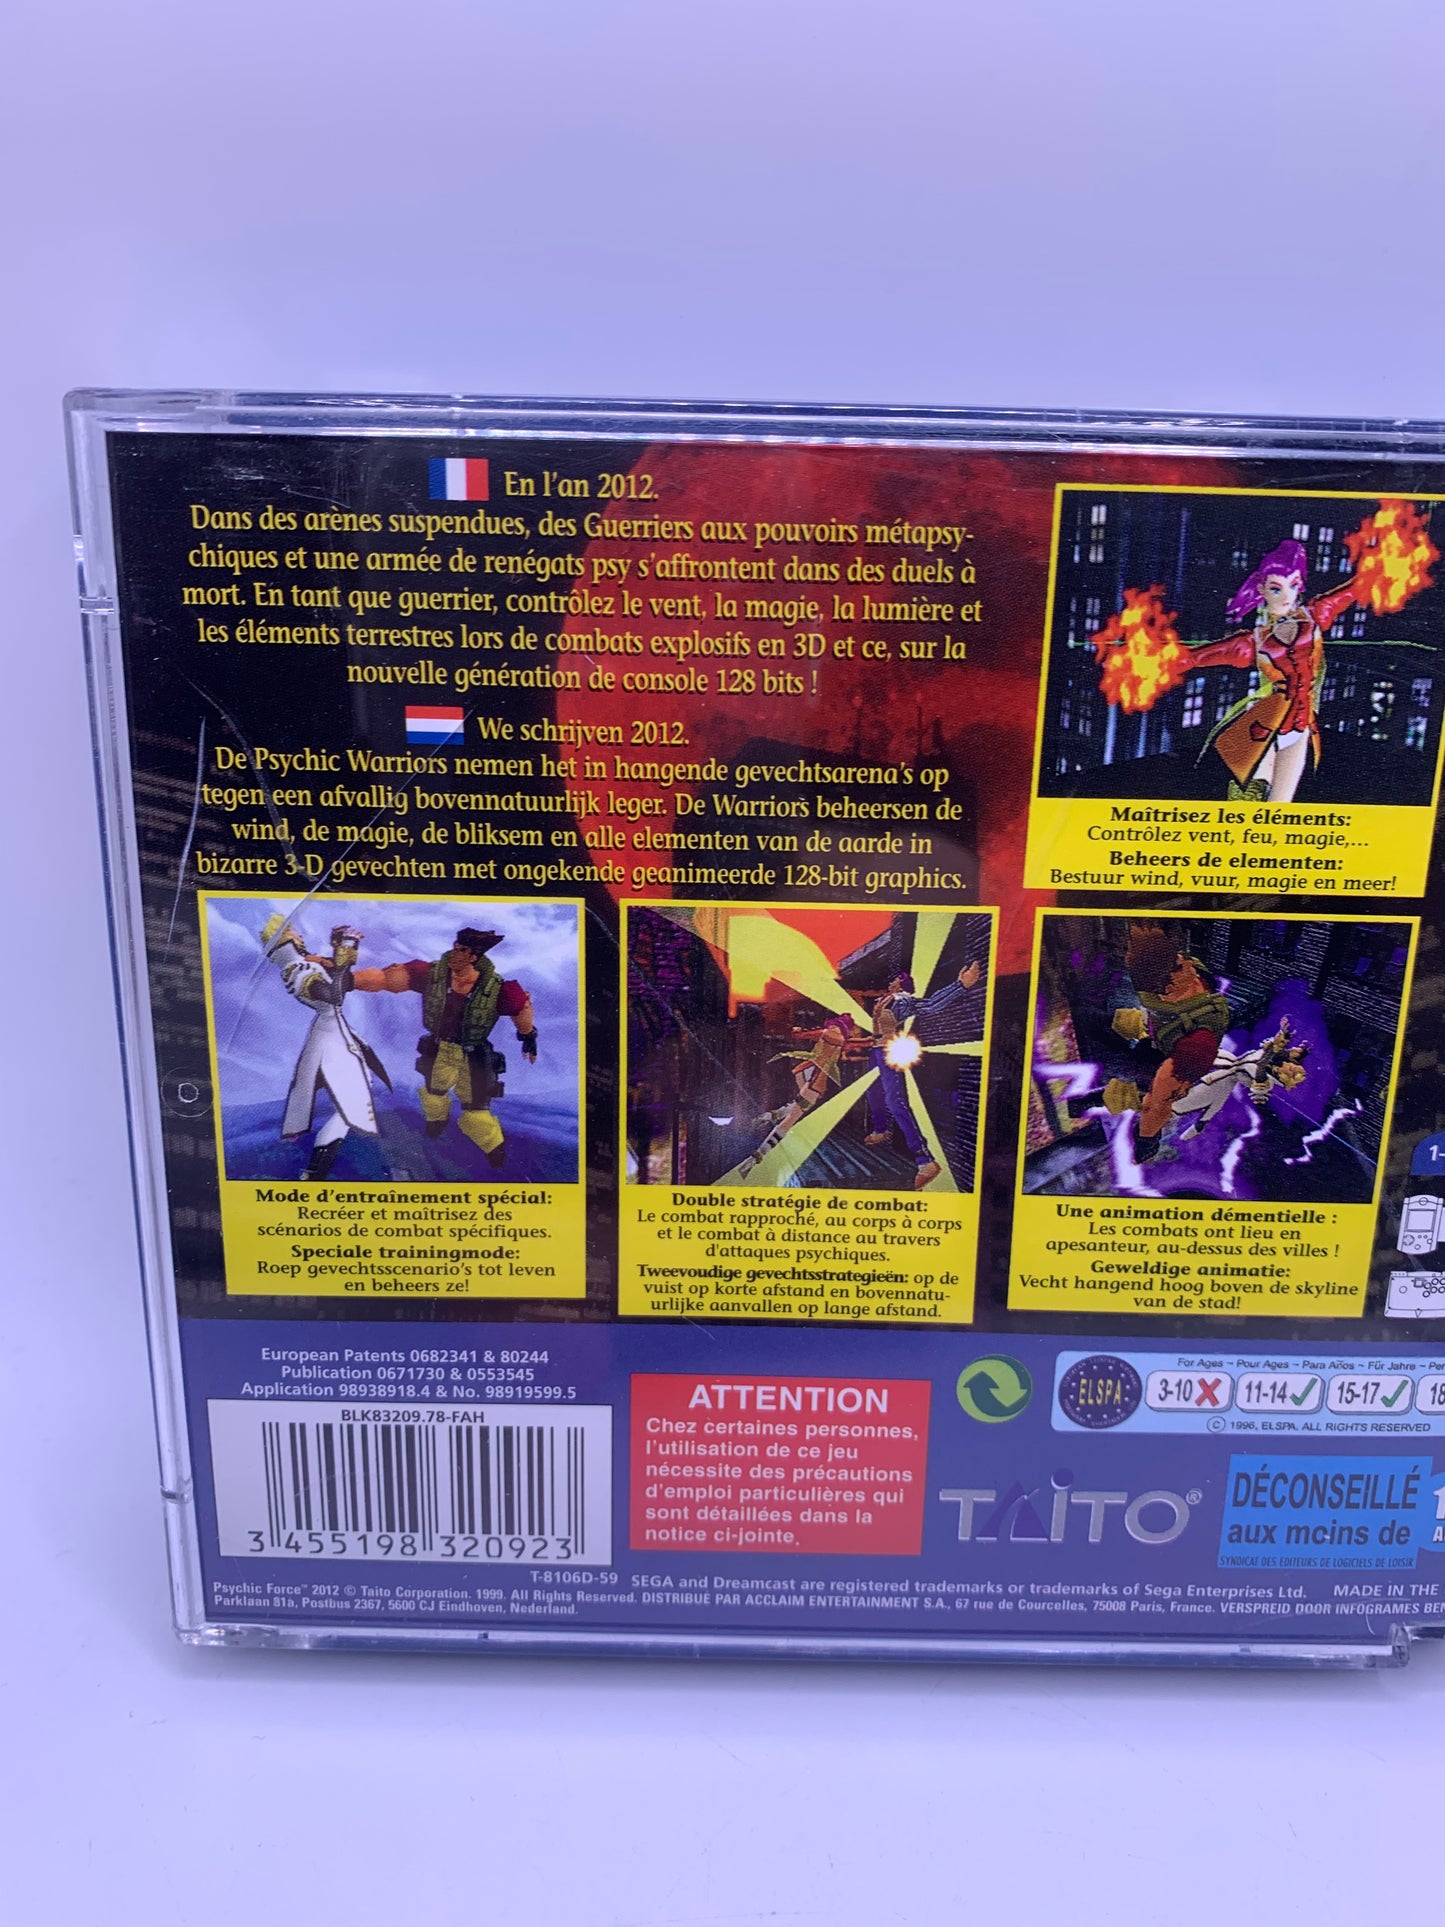 En l'an 2012.
Dans des arènes suspendues, des Guerriers aux pouvoirs métapsy-
chiques et une armée de renégats psy s'affrontent dans des duels à
mort. En tant que guerrier, contrôlez le vent, la magie, la lumière et
les éléments terrestres lors de combats explosifs en 3D et ce, sur la
nouvelle génération de console 128 bits !
We schrijven 2012.
De Psychic Warriors nemen het in hangende gevechtsarena's op
tegen een afvallig bovennatuurlijk leger. De Warriors beheersen de
wind, de magie, de bliksem en alle elementen van de aarde in
bizarre 3-D gevechten met ongekende geanimeerde 128-bit graphics.
Maîtrisez les éléments:
Contrôlez vent, feu, magie,...
Beheers de elementen:
Bestuur wind, vuur, magie en meer!
Mode d'entraînement spécial:
Recréer et maîtrisez des
scénarios de combat spécifiques.
Speciale trainingmode:
Roep gevechtsscenario's tot leven
en beheers ze!
Double stratégie de combat:
Le combat rapproché, au corps à corps
et le combat à distance au travers
d'attaques psychiques.
Tweevoudige gevechtsstrategieën: op de
vuist op korte afstand en bovennatu-
urlijke aanvallen op lange afstand.
Une animation démentielle :
Les combats ont lieu en
apesanteur, au-dessus des villes !
Geweldige animatie:
Vecht hangend hoog boven de skyline
van de stad!
1-
European Patents 0682341 & 80244
Publication 0671730 & 0553545
Application 98938918.4 & No. 98919599.5
BLK83209.78-FAH
3 455198 320923
ATTENTION
Chez certaines personnes,
l'utilisation de ce jeu
nécessite des précautions
d'emploi particulières qui
sont détaillées dans la
notice ci-jointe.
For Ages ~ Pour Ages ~ Para Años ~ Für Jahre ~ Per
ELSPA
3-10 11-14 15-17 18
© 1996, ELSPA. ALL RIGHTS RESERVED
TAITO®
DÉCONSEILLÉ
aux moins de
SYNDICAT DES EDITEURS DE LOGICIELS DE LOISIR
T-8106D-59
SEGA and Dreamcast are registered trademarks or trademarks of Sega Enterprises Ltd. MADE IN THE
Psychic Force™ 2012 © Taito Corporation. 1999. All Rights Reserved. DISTRIBUÉ PAR ACCLAIM ENTERTAINMENT S.A., 67 rue de Courcelles, 75008 Paris, France. VERSPREID DOOR INFOGRAMES BEN
Parklaan 81a, Postbus 2367, 5600 CJ Eindhoven, Nederland.